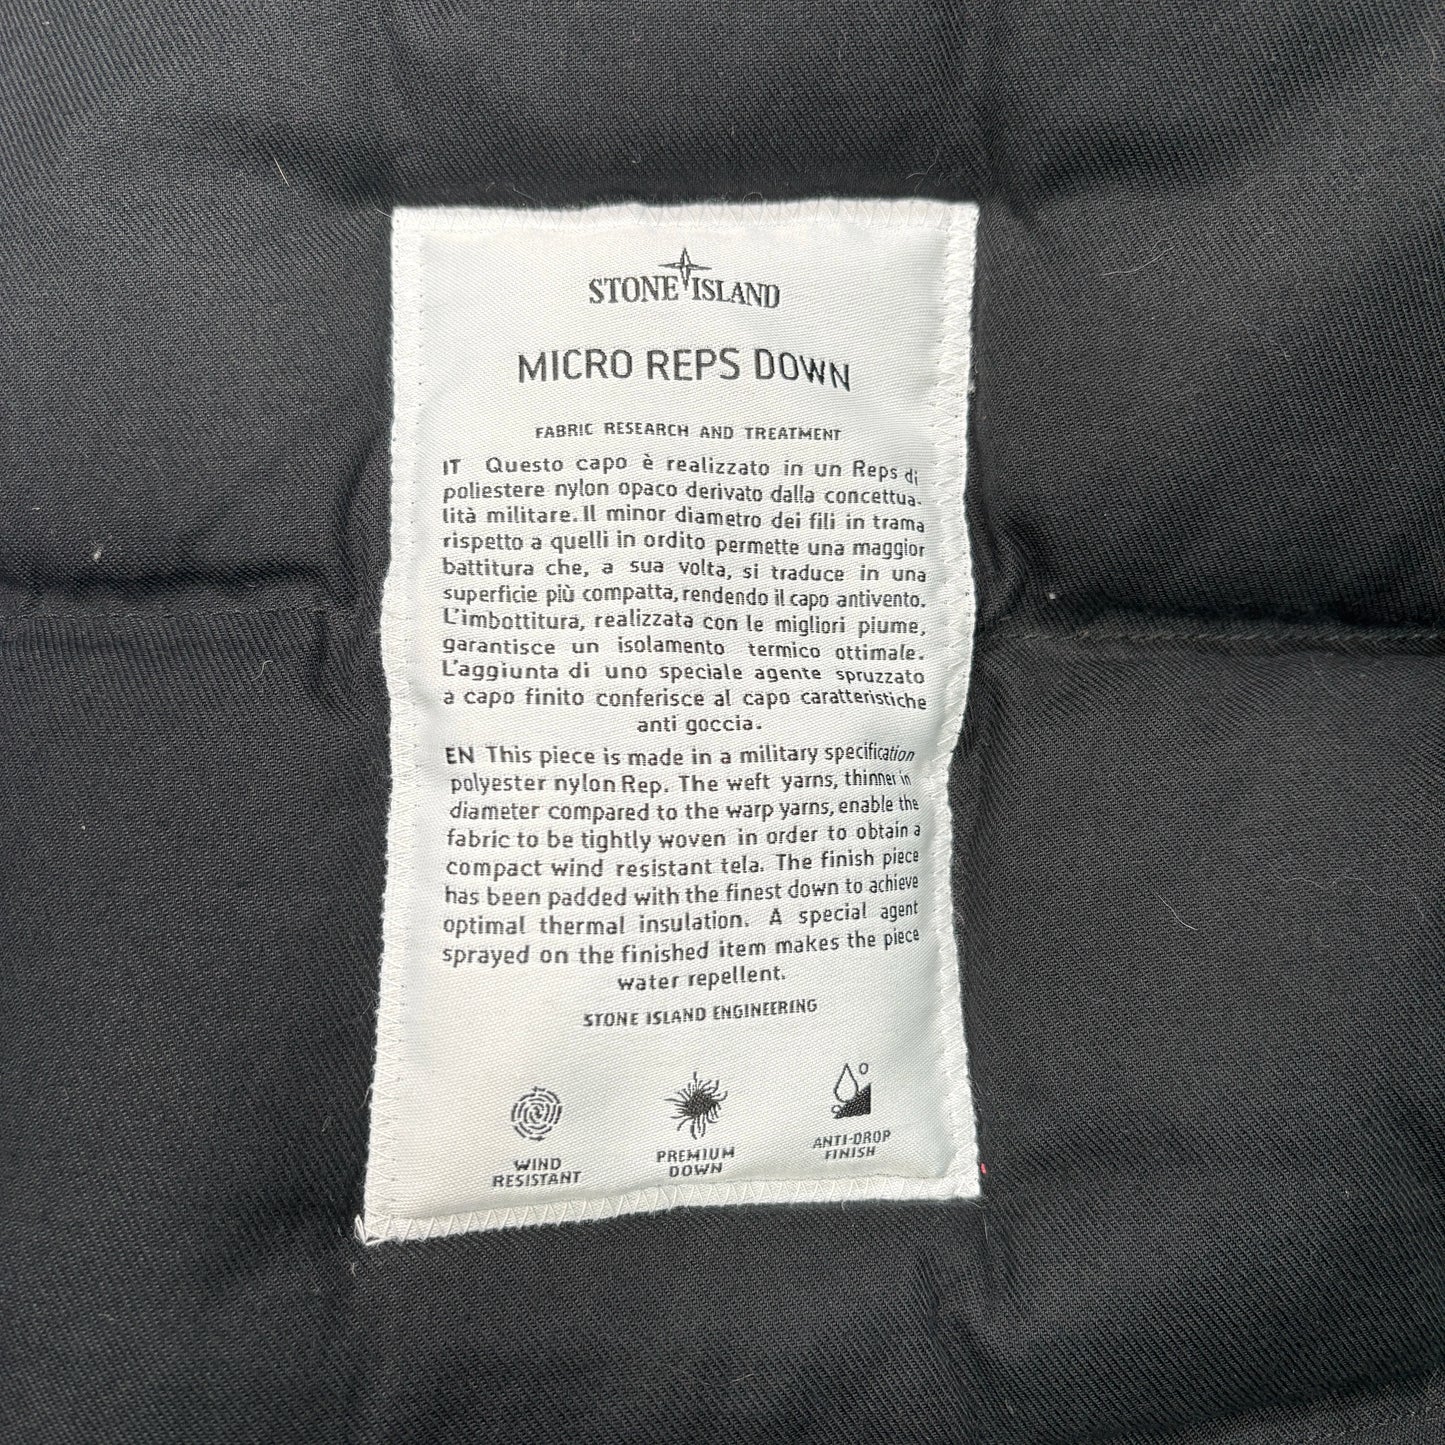 STONE ISLAND
MICRO REPS DOWN
FABRIC RESEARCH AND TREATMENT
IT Questo capo è realizzato in un Reps di
poliestere nylon opaco derivato dalla concettua-
lità militare. Il minor diametro dei fili in trama
rispetto a quelli in ordito permette una maggior
battitura che, a sua volta, si traduce in una
superficie più compatta, rendendo il capo antivento.
L'imbottitura, realizzata con le migliori piume,
garantisce un isolamento termico ottimale.
L'aggiunta di uno speciale agente spruzzato
a capo finito conferisce al capo caratteristiche
anti goccia.
EN This piece is made in a military specification
polyester nylon Rep. The weft yarns, thinner in
diameter compared to the warp yarns, enable the
fabric to be tightly woven in order to obtain a
compact wind resistant tela. The finish piece
has been padded with the finest down to achieve
optimal thermal insulation. A special agent
sprayed on the finished item makes the piece
water repellent.
STONE ISLAND ENGINEERING
WIND
RESISTANT
PREMIUM
DOWN
ANTI-DROP
FINISH